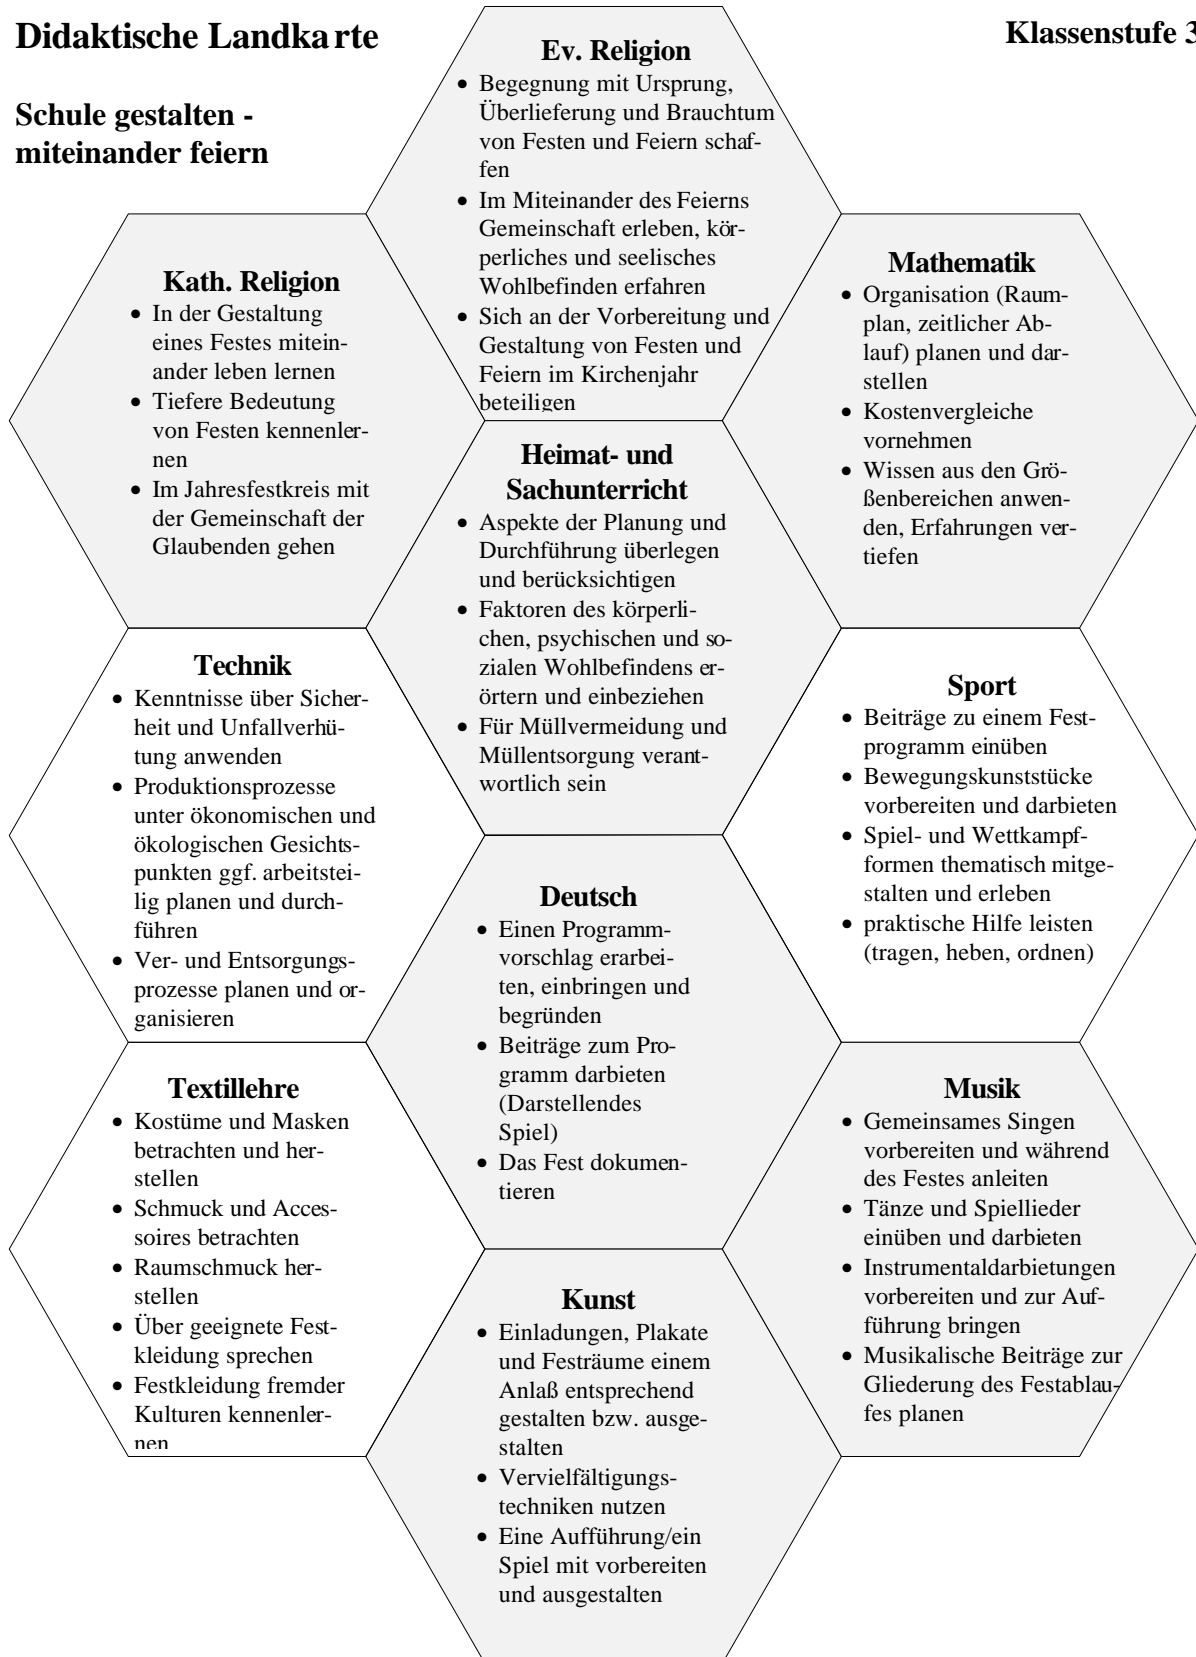 Didaktische Landkarte
Klassenstufe 3
Schule gestalten -
miteinander feiern
Ev. Religion
• Begegnung mit Ursprung,
Überlieferung und Brauchtum
von Festen und Feiern schaf-
fen
• Im Miteinander des Feierns
Gemeinschaft erleben, kör-
perliches und seelisches
Wohlbefinden erfahren
• Sich an der Vorbereitung und
Gestaltung von Festen und
Feiern im Kirchenjahr
beteiligen
Kath. Religion
• In der Gestaltung
eines Festes mitein-
ander leben lernen
• Tiefere Bedeutung
von Festen kennenler-
nen
• Im Jahresfestkreis mit
der Gemeinschaft der
Glaubenden gehen
Mathematik
• Organisation (Raum-
plan, zeitlicher Ab-
lauf) planen und dar-
stellen
• Kostenvergleiche
vornehmen
• Wissen aus den Grö-
ßenbereichen anwen-
den, Erfahrungen ver-
tiefen
Heimat- und
Sachunterricht
• Aspekte der Planung und
Durchführung überlegen
und berücksichtigen
• Faktoren des körperli-
chen, psychischen und so-
zialen Wohlbefindens er-
örtern und einbeziehen
• Für Müllvermeidung und
Müllentsorgung verant-
wortlich sein
Technik
• Kenntnisse über Sicher-
heit und Unfallverhü-
tung anwenden
• Produktionsprozesse
unter ökonomischen und
ökologischen Gesichts-
punkten ggf. arbeitstei-
lig planen und durch-
führen
• Ver- und Entsorgungs-
prozesse planen und or-
ganisieren
Sport
• Beiträge zu einem Fest-
programm einüben
• Bewegungskunststücke
vorbereiten und darbieten
• Spiel- und Wettkampf-
formen thematisch mitge-
stalten und erleben
• praktische Hilfe leisten
(tragen, heben, ordnen)
Deutsch
• Einen Programm-
vorschlag erarbei-
ten, einbringen und
begründen
• Beiträge zum Pro-
gramm darbieten
(Darstellendes
Spiel)
• Das Fest dokumen-
tieren
Textillehre
• Kostüme und Masken
betrachten und her-
stellen
• Schmuck und Acces-
soires betrachten
• Raumschmuck her-
stellen
• Über geeignete Fest-
kleidung sprechen
• Festkleidung fremder
Kulturen kennenler-
nen
Musik
• Gemeinsames Singen
vorbereiten und während
des Festes anleiten
• Tänze und Spiellieder
einüben und darbieten
• Instrumentaldarbietungen
vorbereiten und zur Auf-
führung bringen
• Musikalische Beiträge zur
Gliederung des Festablau-
fes planen
Kunst
• Einladungen, Plakate
und Festräume einem
Anlaß entsprechend
gestalten bzw. ausge-
stalten
• Vervielfältigungs-
techniken nutzen
• Eine Aufführung/ein
Spiel mit vorbereiten
und ausgestalten